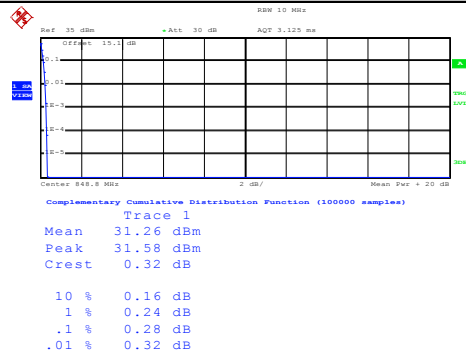 RBW 10 MHz
Ref 35 dBm Att 30 dB AQT 3.125 ms
Offset 15.1 dB
0.1
A
0.01
1 SA
VIEW
1E-3
1E-4
1E-5
3DB
Center 848.8 MHz 2 dB/ Mean Pwr + 20 dB
Complementary Cumulative Distribution Function (100000 samples)
Trace 1
Mean 31.26 dBm
Peak 31.58 dBm
Crest 0.32 dB
10 % 0.16 dB
1 % 0.24 dB
.1 % 0.28 dB
.01 % 0.32 dB